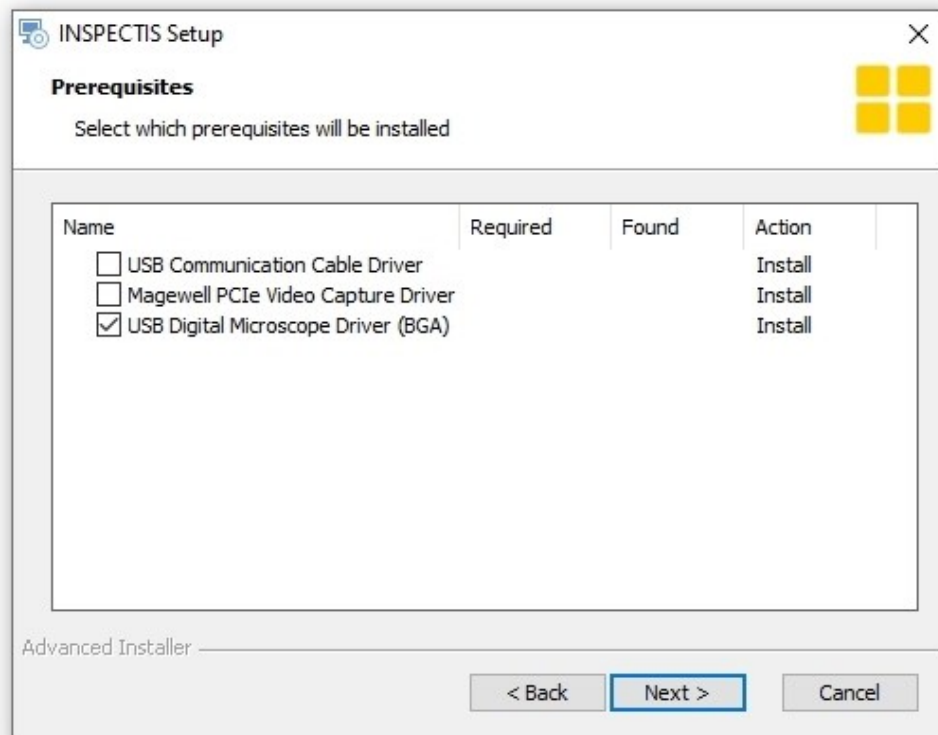 INSPECTIS Setup
Prerequisites
Select which prerequisites will be installed
Name Required Found Action
USB Communication Cable Driver Install
Magewell PCIe Video Capture Driver Install
USB Digital Microscope Driver (BGA) Install
Advanced Installer
< Back Next > Cancel